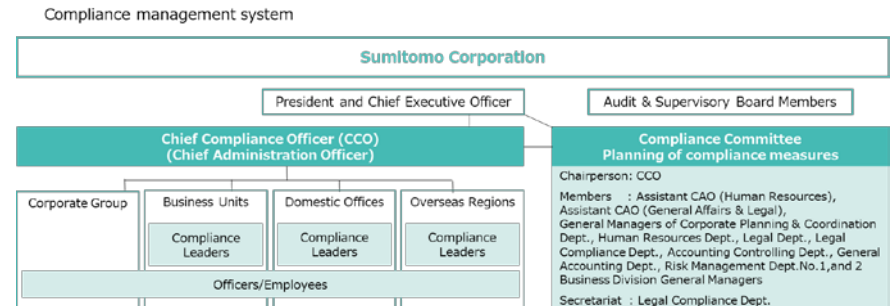 Compliance management system
Sumitomo Corporation
President and Chief Executive Officer
Audit & Supervisory Board Members
Chief Compliance Officer (CCO)
(Chief Administration Officer)
Compliance Committee
Planning of compliance measures
Corporate Group
Business Units
Compliance
Leaders
Domestic Offices
Compliance
Leaders
Overseas Regions
Compliance
Leaders
Officers/Employees
Chairperson: CCO
Members : Assistant CAO (Human Resources),
Assistant CAO (General Affairs & Legal),
General Managers of Corporate Planning & Coordination
Dept., Human Resources Dept., Legal Dept., Legal
Compliance Dept., Accounting Controlling Dept., General
Accounting Dept., Risk Management Dept.No.1,and 2
Business Division General Managers
Secretariat : Legal Compliance Dept.